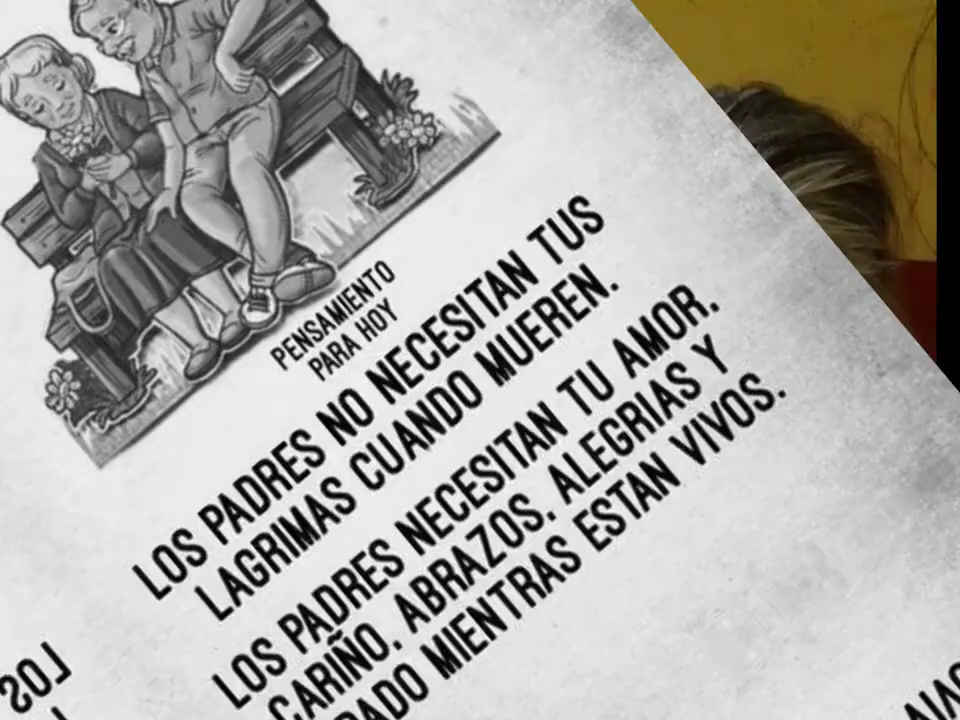 PENSAMIENTO
PARA HOY
LOS PADRES NO NECESITAN TUS
LAGRIMAS CUANDO MUEREN.
LOS PADRES NECESITAN TU AMOR.
CARIÑO. ABRAZOS. ALEGRIAS Y
MIENTRAS ESTAN VIVOS.
LOS